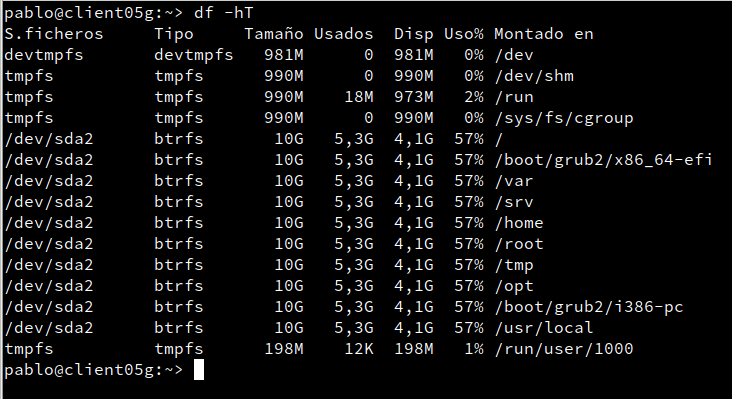 pablo@client05g:~> df -hT
S.ficheros     Tipo     Tamaño Usados  Disp Uso% Montado en
devtmpfs       devtmpfs   981M      0  981M   0% /dev
tmpfs          tmpfs      990M      0  990M   0% /dev/shm
tmpfs          tmpfs      990M    18M  973M   2% /run
tmpfs          tmpfs      990M      0  990M   0% /sys/fs/cgroup
/dev/sda2      btrfs       10G   5,3G  4,1G  57% /
/dev/sda2      btrfs       10G   5,3G  4,1G  57% /boot/grub2/x86_64-efi
/dev/sda2      btrfs       10G   5,3G  4,1G  57% /var
/dev/sda2      btrfs       10G   5,3G  4,1G  57% /srv
/dev/sda2      btrfs       10G   5,3G  4,1G  57% /home
/dev/sda2      btrfs       10G   5,3G  4,1G  57% /root
/dev/sda2      btrfs       10G   5,3G  4,1G  57% /tmp
/dev/sda2      btrfs       10G   5,3G  4,1G  57% /opt
/dev/sda2      btrfs       10G   5,3G  4,1G  57% /boot/grub2/i386-pc
/dev/sda2      btrfs       10G   5,3G  4,1G  57% /usr/local
tmpfs          tmpfs      198M    12K  198M   1% /run/user/1000
pablo@client05g:~>